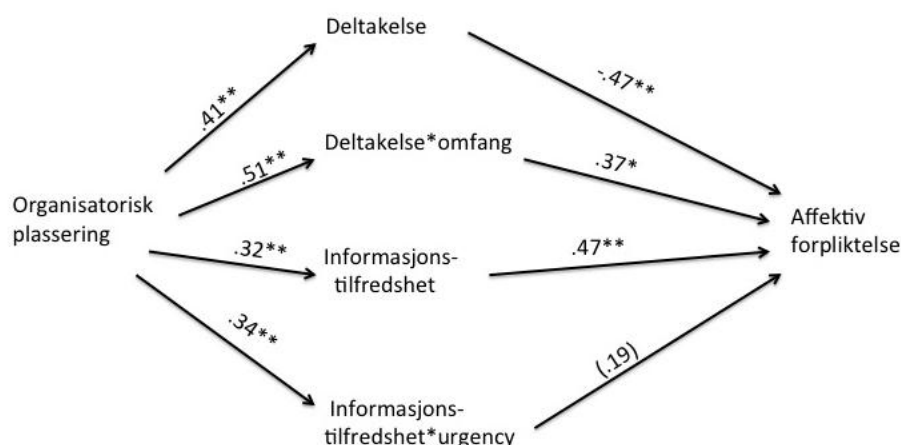 Deltakelse
.41**
-.47**
Deltakelse*omfang
.51**
.37*
Organisatorisk
plassering
Affektiv
forpliktelse
.32**
Informasjons-
tilfredshet
.47**
.34**
(.19)
Informasjons-
tilfredshet*urgency